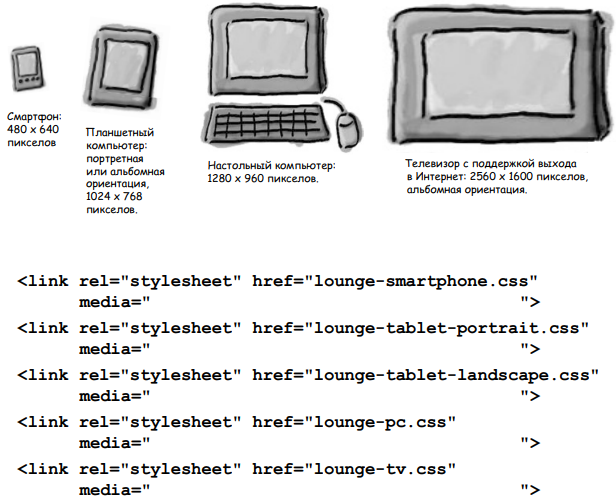 Смартфон:
480 x 640
пикселов
Планшетный
компьютер:
портретная
или альбомная
ориентация,
1024 x 768
пикселов.
Настольный компьютер:
1280 x 960 пикселов.
Телевизор с поддержкой выхода
в Интернет: 2560 x 1600 пикселов,
альбомная ориентация.
<link rel="stylesheet" href="lounge-smartphone.css"
media=" ">
<link rel="stylesheet" href="lounge-tablet-portrait.css"
media=" ">
<link rel="stylesheet" href="lounge-tablet-landscape.css"
media=" ">
<link rel="stylesheet" href="lounge-pc.css"
media=" ">
<link rel="stylesheet" href="lounge-tv.css"
media=" ">